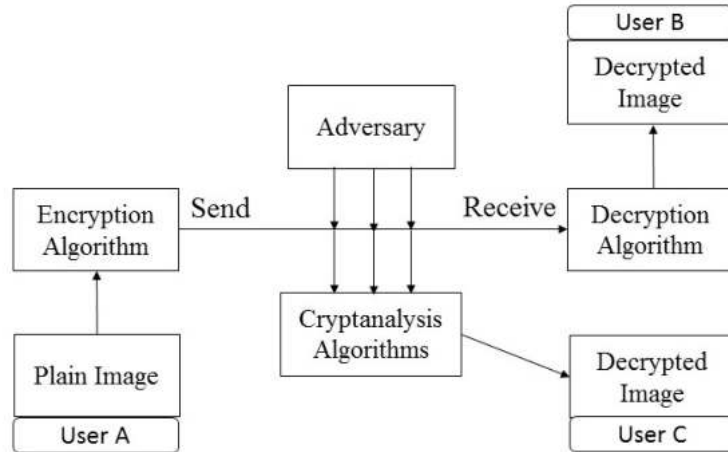 User B
Decrypted
Image
Adversary
Encryption
Algorithm
Send
Receive
Decryption
Algorithm
Cryptanalysis
Algorithms
Plain Image
User A
Decrypted
Image
User C